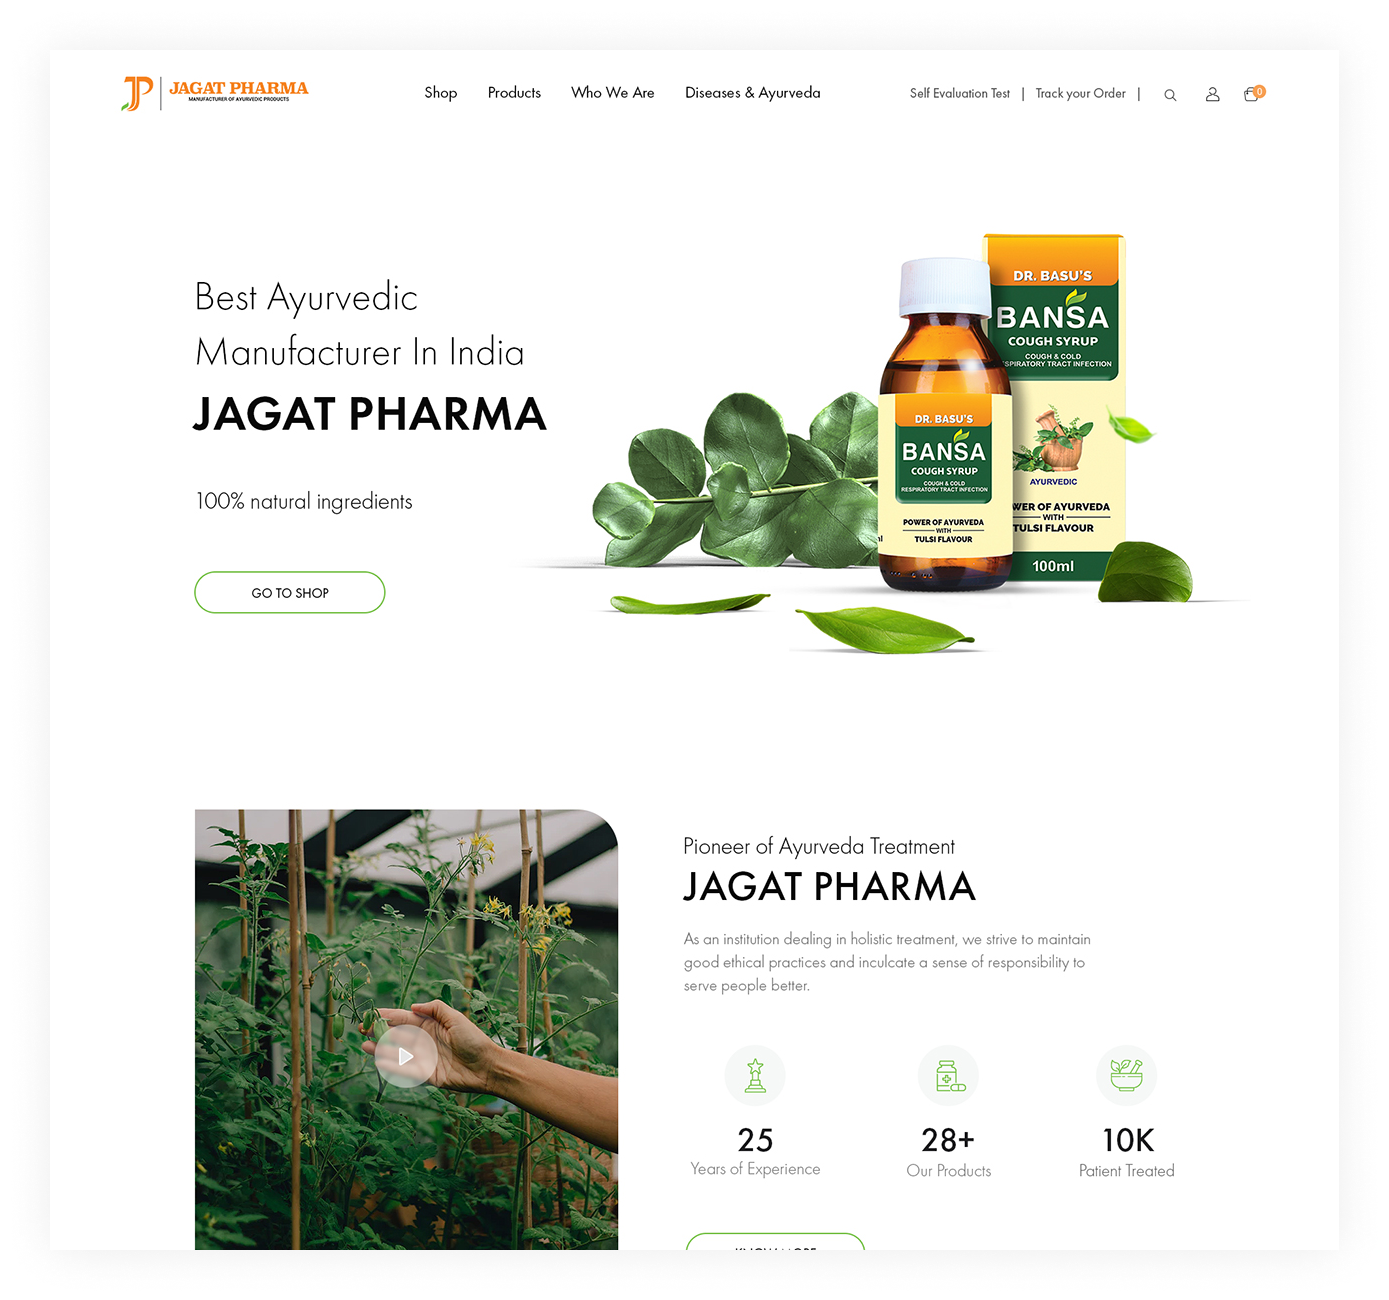 JP
JAGAT PHARMA
MANUFACTURER OF AYURVEDIC PRODUCTS
Shop
Products
Who We Are
Diseases & Ayurveda
Self Evaluation Test |
Track your Order |
0
Best Ayurvedic
Manufacturer In India
JAGAT PHARMA
100% natural ingredients
GO TO SHOP
DR. BASU'S
BANSA
COUGH SYRUP
COUGH & COLD
RESPIRATORY TRACT INFECTION
POWER OF AYURVEDA
WITH
TULSI FLAVOUR
DR. BASU'S
BANSA
COUGH SYRUP
COUGH & COLD
SPIRATORY TRACT INFECTION
AYURVEDIC
WER OF AYURVEDA
WITH
TULSI FLAVOUR
100ml
Pioneer of Ayurveda Treatment
JAGAT PHARMA
As an institution dealing in holistic treatment, we strive to maintain
good ethical practices and inculcate a sense of responsibility to
serve people better.
25
Years of Experience
28+
Our Products
10K
Patient Treated
KNOW MORE